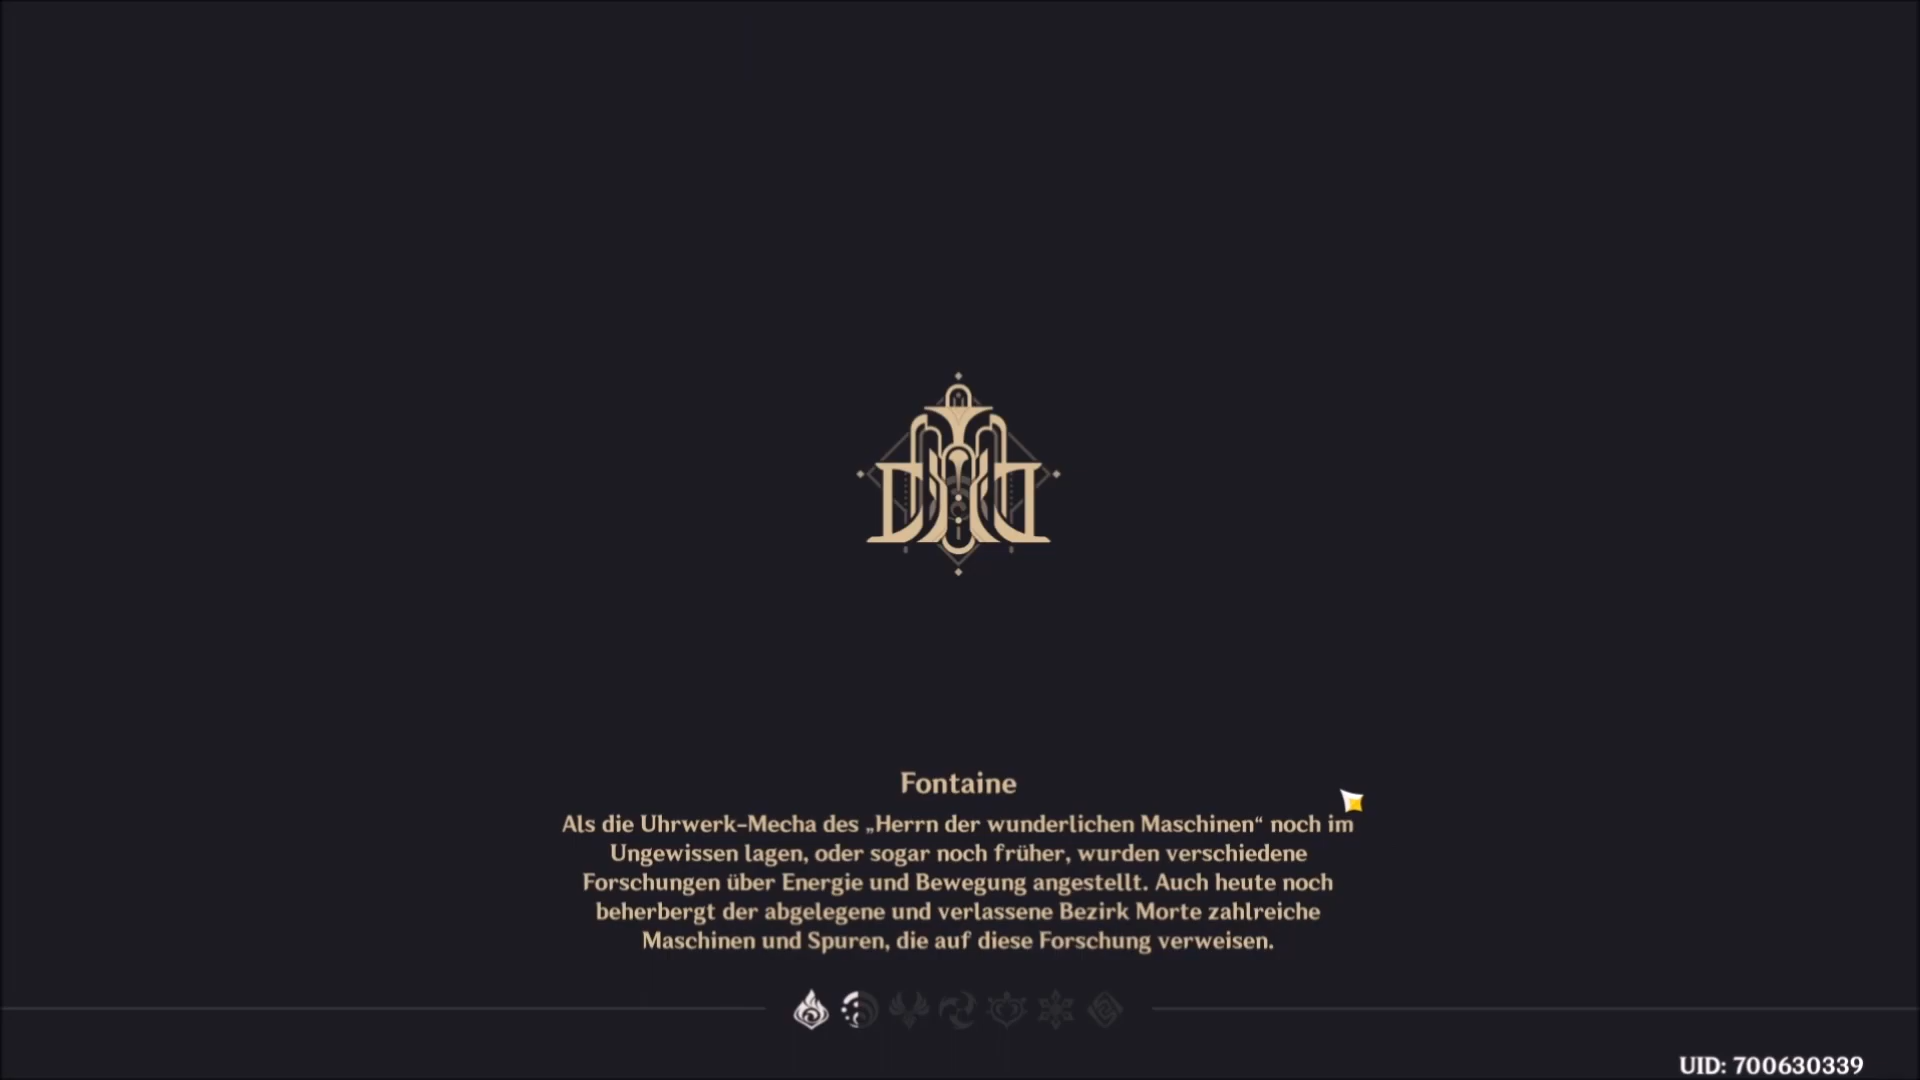 Fontaine
Als die Uhrwerk-Mecha des „Herrn der wunderlichen Maschinen“ noch im
Ungewissen lagen, oder sogar noch früher, wurden verschiedene
Forschungen über Energie und Bewegung angestellt. Auch heute noch
beherbergt der abgelegene und verlassene Bezirk Morte zahlreiche
Maschinen und Spuren, die auf diese Forschung verweisen.
UID: 700630339